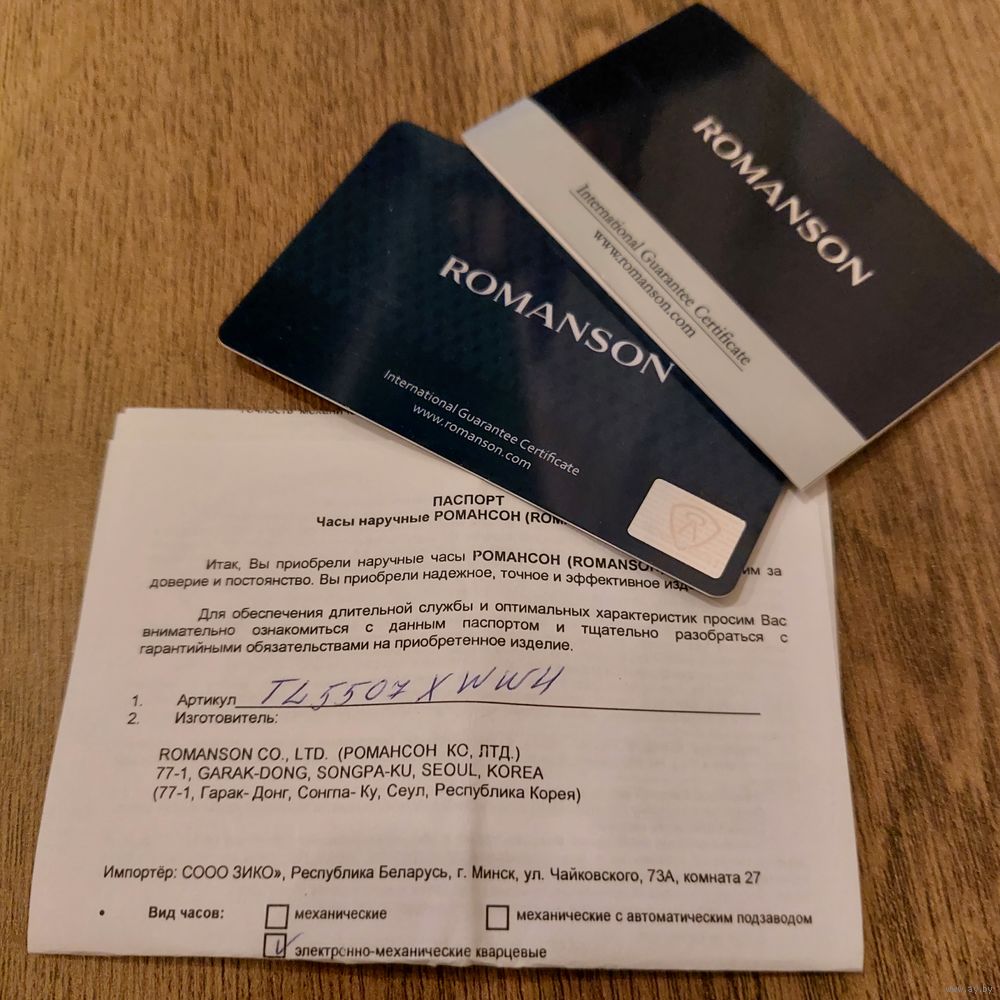 ROMANSON
International Guarantee Certificate
www.romanson.com
ROMANSON
International Guarantee Certificate
www.romanson.com
ПАСПОРТ
Часы наручные РОМАНСОН
Итак, Вы приобрели наручные часы РОМАНСОН (ROMANSON за
доверие и постоянство. Вы приобрели надежное, точное и эффективное
Для обеспечения длительной службы и оптимальных характеристик просим Вас
внимательно ознакомиться с данным паспортом и тщательно разобраться с
гарантийными обязательствами на приобретенное изделие.
1. Артикул TL5507XWWH
2. Изготовитель:
ROMANSON CO., LTD. (РОМАНСОН КО, ЛТД.)
77-1, GARAK-DONG, SONGPA-KU, SEOUL, KOREA
(77-1, Гарак- Донг, Сонгпа- Ку, Сеул, Республика Корея)
Импортёр: СООО ЗИКО», Республика Беларусь, г. Минск, ул. Чайковского, 73А, комната 27
• Вид часов: механические механические с автоматическим подзаводом
электронно-механические кварцевые
www.ay.by